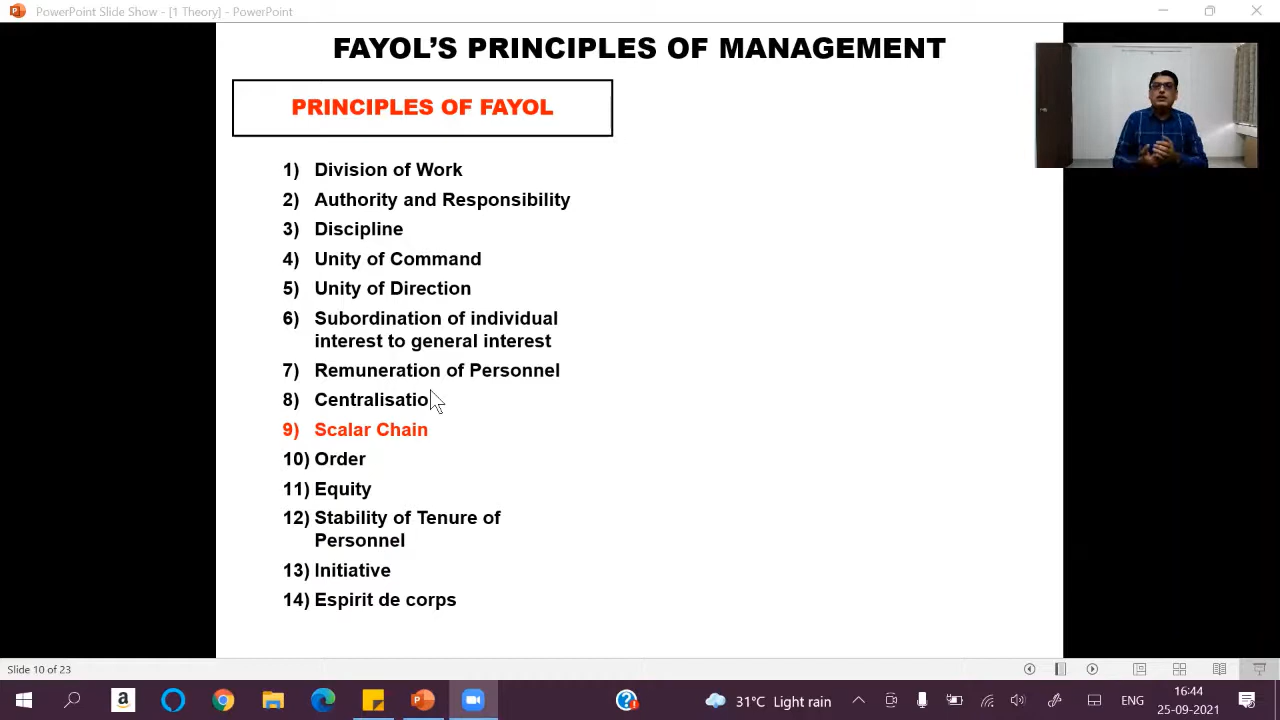 PowerPoint Slide Show - [1 Theory] - PowerPoint
FAYOL'S PRINCIPLES OF MANAGEMENT
PRINCIPLES OF FAYOL
1) Division of Work
2) Authority and Responsibility
3) Discipline
4) Unity of Command
5) Unity of Direction
6) Subordination of individual
interest to general interest
7) Remuneration of Personnel
8) Centralisatio
9) Scalar Chain
10) Order
11) Equity
12) Stability of Tenure of
Personnel
13) Initiative
14) Espirit de corps
Slide 10 of 23
31°C Light rain
ENG
16:44
25-09-2021